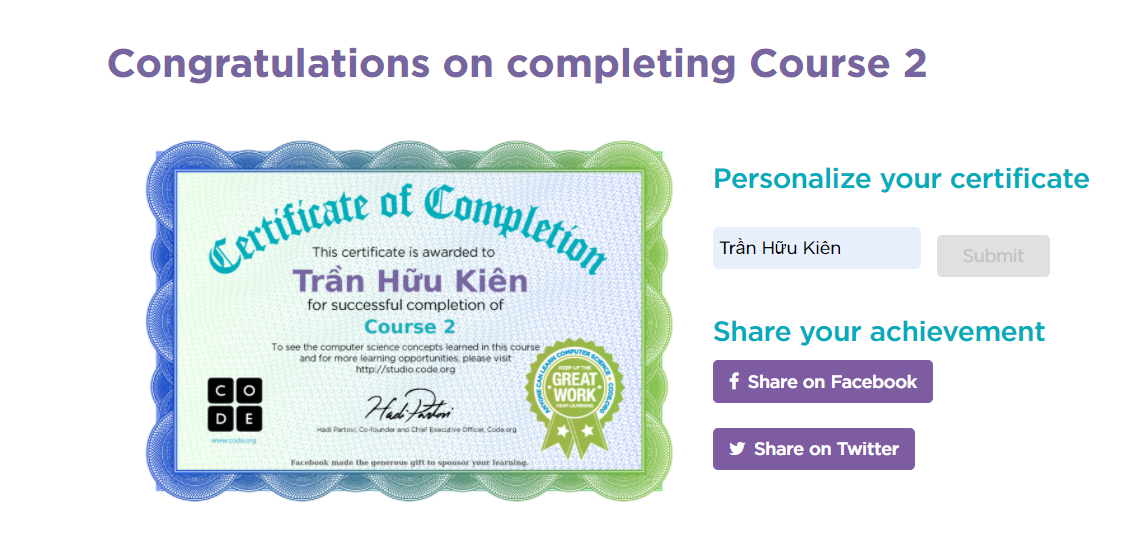 Congratulations on completing Course 2
Certificate of Completion
This certificate is awarded to
Trần Hữu Kiên
for successful completion of
Course 2
To see the computer science concepts learned in this course
and for more learning opportunities, please visit
http://studio.code.org
C O
D E
www.code.org
Hadi Partovi
Hadi Partovi, Co-founder and Chief Executive Officer, Code.org
ANYONE CAN LEARN COMPUTER SCIENCE • CODE.ORG
KEEP UP THE
GREAT
WORK
KEEP LEARNING
Facebook made the generous gift to sponsor your learning.
Personalize your certificate
Trần Hữu Kiên
Submit
Share your achievement
f Share on Facebook
Share on Twitter